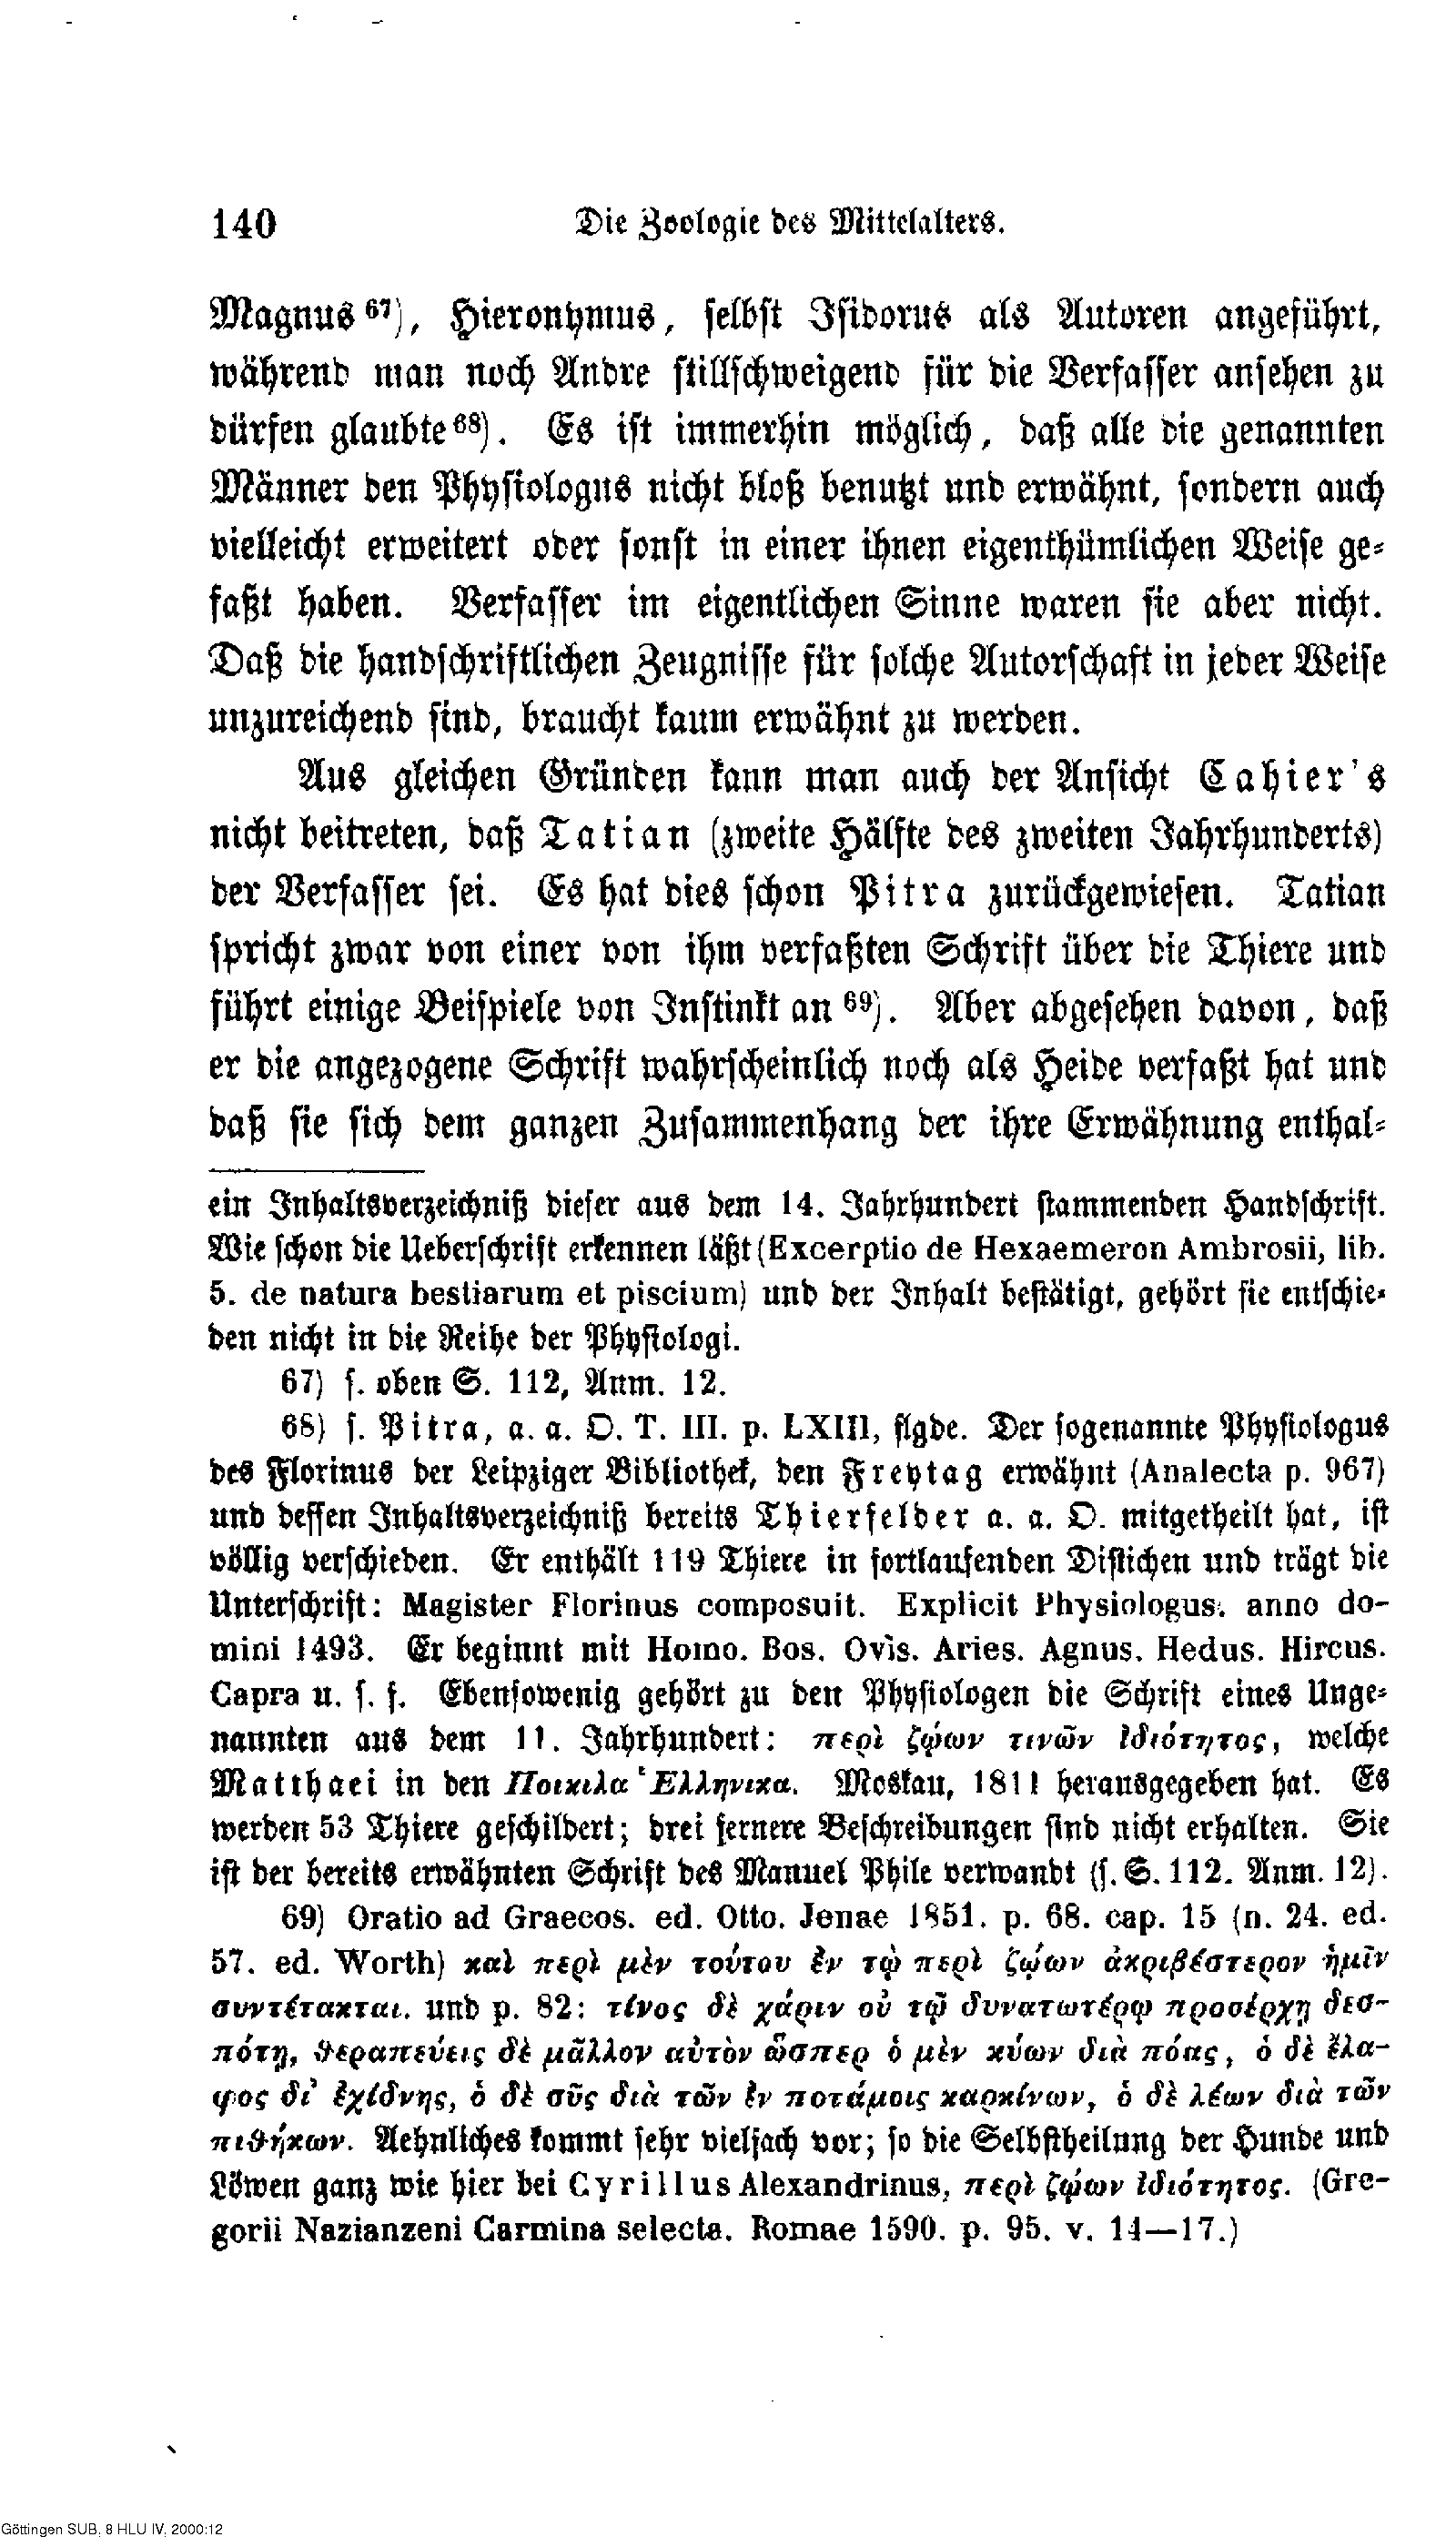 140 Die Zoologie des Mittelalters.
Magnus 67), Hieronymus, selbst Isidorus als Autoren angeführt,
während man noch Andre stillschweigend für die Verfasser ansehen zu
dürfen glaubte 68). Es ist immerhin möglich, daß alle die genannten
Männer den Physiologus nicht bloß benutzt und erwähnt, sondern auch
vielleicht erweitert oder sonst in einer ihnen eigenthümlichen Weise ge-
faßt haben. Verfasser im eigentlichen Sinne waren sie aber nicht.
Daß die handschriftlichen Zeugnisse für solche Autorschaft in jeder Weise
unzureichend sind, braucht kaum erwähnt zu werden.
Aus gleichen Gründen kann man auch der Ansicht Cahier's
nicht beitreten, daß Tatian (zweite Hälfte des zweiten Jahrhunderts)
der Verfasser sei. Es hat dies schon Pitra zurückgewiesen. Tatian
spricht zwar von einer von ihm verfaßten Schrift über die Thiere und
führt einige Beispiele von Instinkt an 69). Aber abgesehen davon, daß
er die angezogene Schrift wahrscheinlich noch als Heide verfaßt hat und
daß sie sich dem ganzen Zusammenhang der ihre Erwähnung enthal-
ein Inhaltsverzeichniß dieser aus dem 14. Jahrhundert stammenden Handschrift.
Wie schon die Ueberschrift erkennen läßt (Excerptio de Hexaemeron Ambrosii, lib.
5. de natura bestiarum et piscium) und der Inhalt bestätigt, gehört sie entschie-
den nicht in die Reihe der Physiologi.
67) s. oben S. 112, Anm. 12.
68) s. Pitra, a. a. O. T. III. p. LXIII, flgde. Der sogenannte Physiologus
des Florinus der Leipziger Bibliothek, den Freytag erwähnt (Analecta p. 967)
und dessen Inhaltsverzeichniß bereits Thierfelder a. a. O. mitgetheilt hat, ist
völlig verschieden. Er enthält 119 Thiere in fortlaufenden Distichen und trägt die
Unterschrift: Magister Florinus composuit. Explicit Physiologus. anno do-
mini 1493. Er beginnt mit Homo. Bos. Ovis. Aries. Agnus. Hedus. Hircus.
Capra u. s. f. Ebensowenig gehört zu den Physiologen die Schrift eines Unge-
nannten aus dem 11. Jahrhundert: περὶ ζῴων τινῶν ἰδιότητος, welche
Matthaei in den Ποικιλα Ἑλληνικα. Moskau, 1811 herausgegeben hat. Es
werden 53 Thiere geschildert; drei fernere Beschreibungen sind nicht erhalten. Sie
ist der bereits erwähnten Schrift des Manuel Phile verwandt (s. S. 112. Anm. 12).
69) Oratio ad Graecos. ed. Otto. Jenae 1851. p. 68. cap. 15 (n. 24. ed.
57. ed. Worth) καὶ περὶ μὲν τούτου ἐν τῷ περὶ ζῴων ἀκριβέστερον ἡμῖν
συντέτακται. und p. 82: τίνος δὲ χάριν οὐ τῷ δυνατωτέρῳ προσέρχῃ δεσ-
πότῃ, θεραπεύεις δὲ μᾶλλον αὐτὸν ὥσπερ ὁ μὲν κύων διὰ πόας, ὁ δὲ ἔλα-
φος δι' ἐχίδνης, ὁ δὲ σῦς διὰ τῶν ἐν ποτάμοις καρκίνων, ὁ δὲ λέων διὰ τῶν
πιθήκων. Aehnliches kommt sehr vielfach vor; so die Selbstheilung der Hunde und
Löwen ganz wie hier bei Cyrillus Alexandrinus, περὶ ζῴων ἰδιότητος. (Gre-
gorii Nazianzeni Carmina selecta. Romae 1590. p. 95. v. 14—17.)
Göttingen SUB, 8 HLU IV, 2000:12